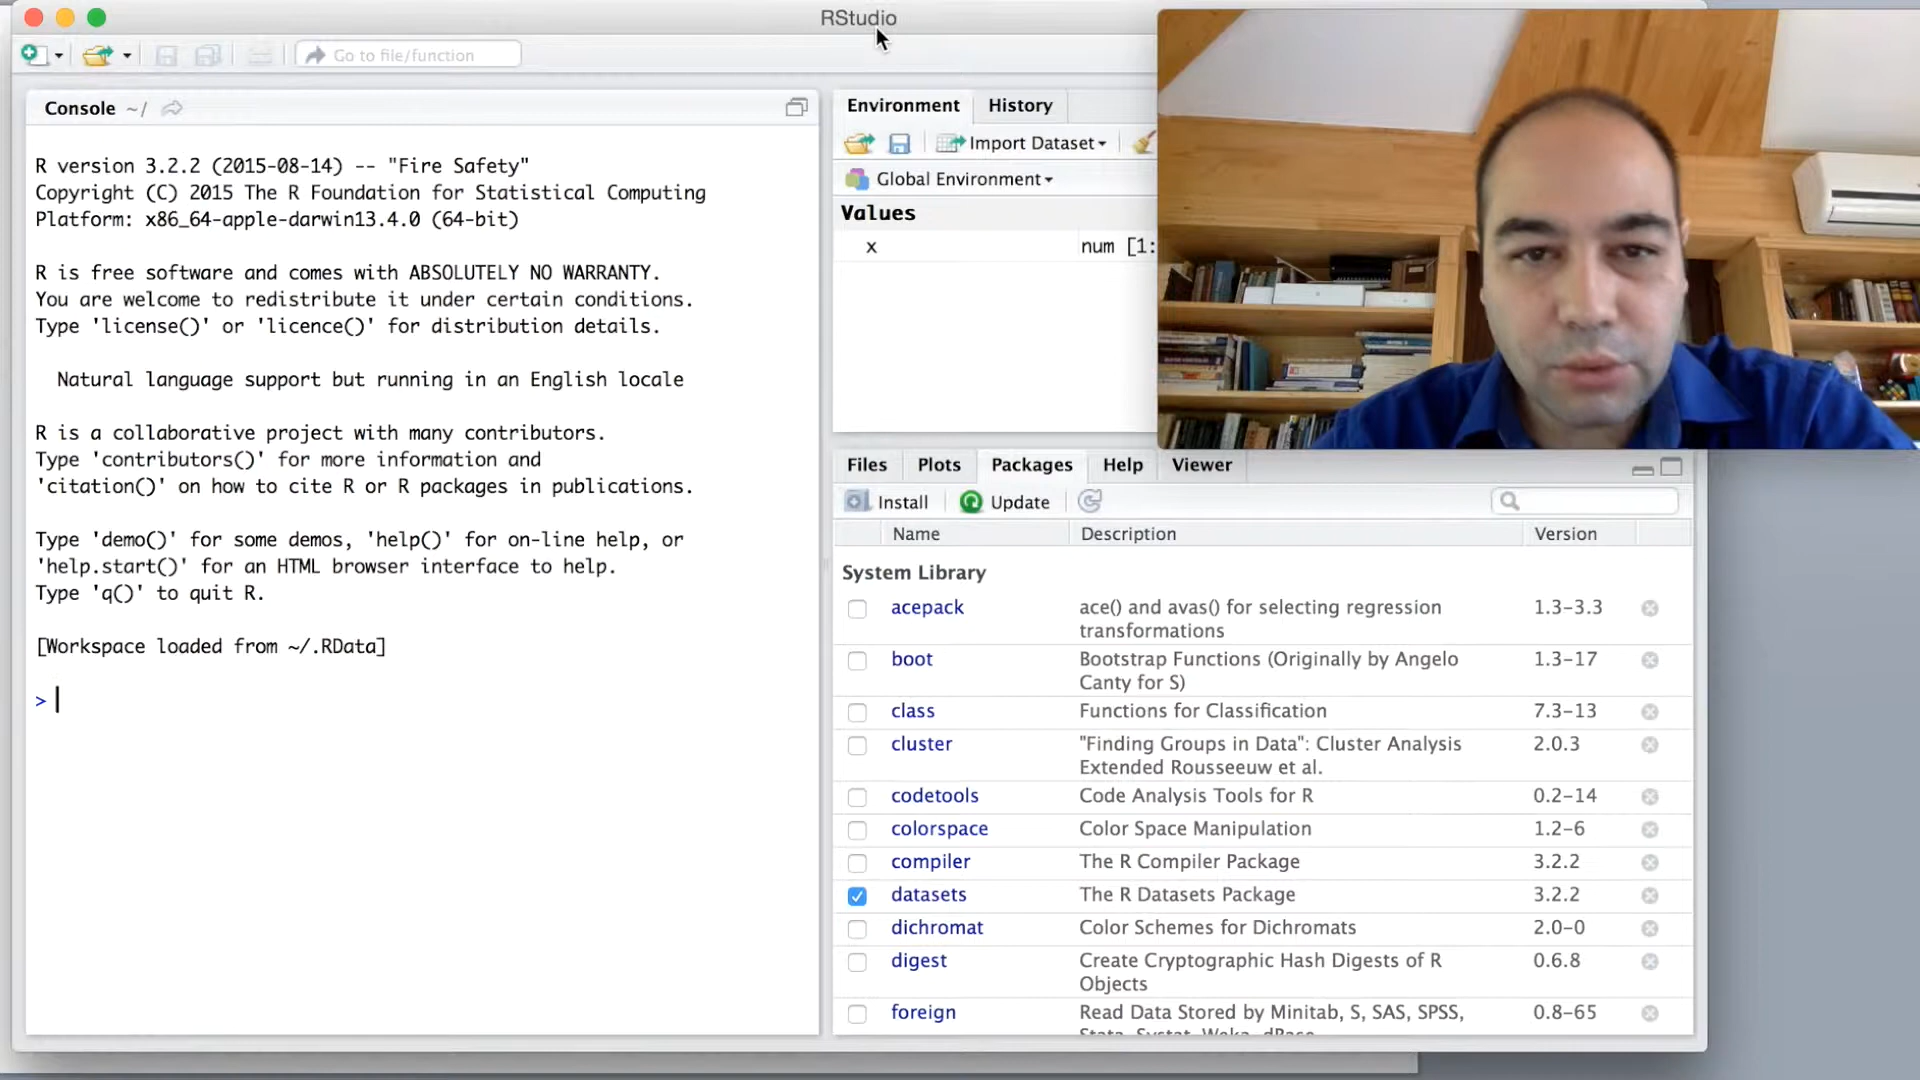 RStudio
Go to file/function
Console ~/
R version 3.2.2 (2015-08-14) -- "Fire Safety"
Copyright (C) 2015 The R Foundation for Statistical Computing
Platform: x86_64-apple-darwin13.4.0 (64-bit)
R is free software and comes with ABSOLUTELY NO WARRANTY.
You are welcome to redistribute it under certain conditions.
Type 'license()' or 'licence()' for distribution details.
Natural language support but running in an English locale
R is a collaborative project with many contributors.
Type 'contributors()' for more information and
'citation()' on how to cite R or R packages in publications.
Type 'demo()' for some demos, 'help()' for on-line help, or
'help.start()' for an HTML browser interface to help.
Type 'q()' to quit R.
[Workspace loaded from ~/.RData]
>
Environment History
Import Dataset
Global Environment
Values
x num [1:
Files Plots Packages Help Viewer
Install Update
Name Description Version
System Library
acepack ace() and avas() for selecting regression 1.3-3.3
transformations
boot Bootstrap Functions (Originally by Angelo 1.3-17
Canty for S)
class Functions for Classification 7.3-13
cluster "Finding Groups in Data": Cluster Analysis 2.0.3
Extended Rousseeuw et al.
codetools Code Analysis Tools for R 0.2-14
colorspace Color Space Manipulation 1.2-6
compiler The R Compiler Package 3.2.2
datasets The R Datasets Package 3.2.2
dichromat Color Schemes for Dichromats 2.0-0
digest Create Cryptographic Hash Digests of R 0.6.8
Objects
foreign Read Data Stored by Minitab, S, SAS, SPSS, 0.8-65